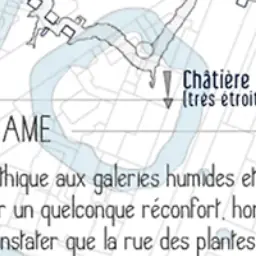 Châtière
(très étroit
AME
thique aux galeries humides et
r un quelconque réconfort, hor
nstater que la rue des plantes